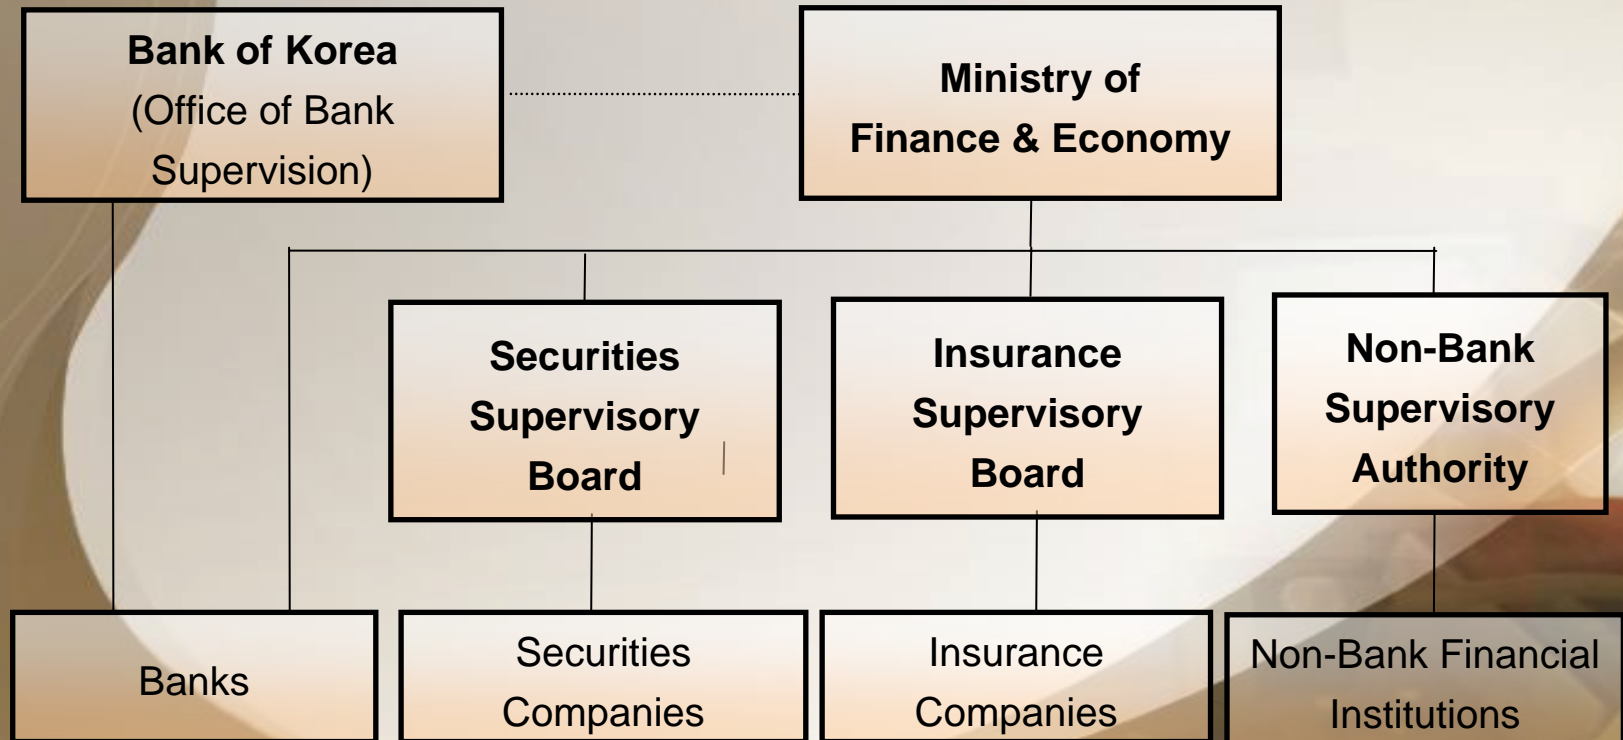 Bank of Korea
(Office of Bank
Supervision)
Ministry of
Finance & Economy
Securities
Supervisory
Board
Insurance
Supervisory
Board
Non-Bank
Supervisory
Authority
Banks
Securities
Companies
Insurance
Companies
Non-Bank Financial
Institutions